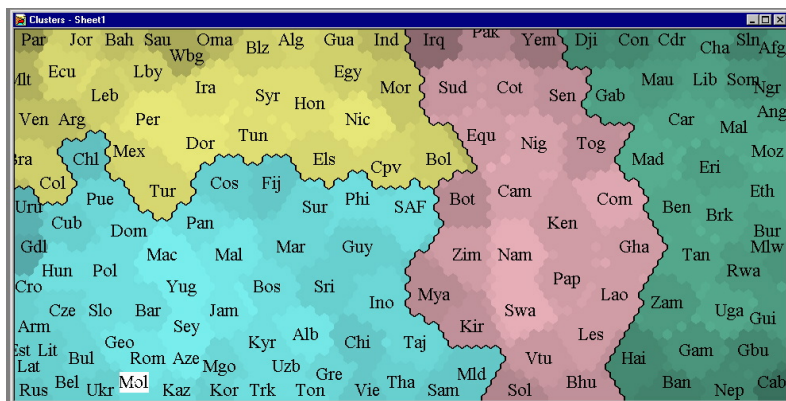 Clusters - Sheet1
Par Jor Bah Sau Oma Blz Alg Gua Ind Irq Pak Yem Dji Con Cdr Cha Sln Afg
Wbg
Mlt Ecu Lby Ira Egy Mor Sud Cot Sen Gab Mau Lib Som Ngr
Leb Syr Hon
Ven Arg Per Nic Car Mal Ang
Mex Dor Tun Equ Nig Tog
Bra Chl Els Cpv Bol Mad Eri Moz
Col Tur Cos Fij
Uru Pue Sur Phi SAF Bot Cam Com Ben Brk Eth
Cub Dom Pan Ken Bur
Gdl Mac Mal Mar Guy Zim Nam Gha Tan Mlw
Hun Pol Pap Rwa
Cro Yug Bos Sri Ino Mya Lao
Cze Slo Bar Jam Swa Zam Uga Gui
Arm Sey Alb Kir Les
Est Lit Geo Kyr Chi Taj
Lat Bul Rom Aze Mgo Uzb Gre Vtu Hai Gam Gbu
Rus Bel Ukr Mol Kaz Kor Trk Ton Vie Tha Sam Mld Sol Bhu Ban Nep Cab